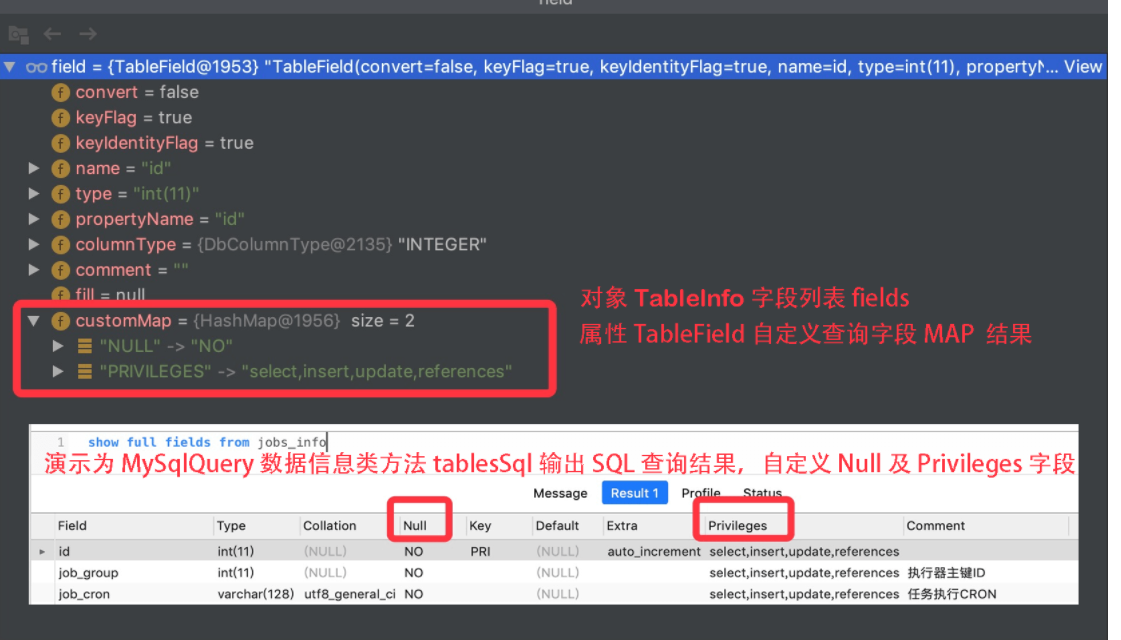 field
field = {TableField@1953} "TableField(convert=false, keyFlag=true, keyIdentityFlag=true, name=id, type=int(11), propertyN... View
convert = false
keyFlag = true
keyIdentityFlag = true
name = "id"
type = "int(11)"
propertyName = "id"
columnType = {DbColumnType@2135} "INTEGER"
comment = ""
fill = null
customMap = {HashMap@1956} size = 2
"NULL" -> "NO"
"PRIVILEGES" -> "select,insert,update,references"
对象 TableInfo 字段列表 fields
属性 TableField 自定义查询字段 MAP 结果
1 show full fields from jobs_info
演示为 MySqlQuery 数据信息类方法 tablesSql 输出 SQL 查询结果，自定义 Null 及 Privileges 字段
Message Result 1 Profile Status
Field Type Collation Null Key Default Extra Privileges Comment
id int(11) (NULL) NO PRI (NULL) auto_increment select,insert,update,references
job_group int(11) (NULL) NO (NULL) select,insert,update,references 执行器主键ID
job_cron varchar(128) utf8_general_ci NO (NULL) select,insert,update,references 任务执行CRON